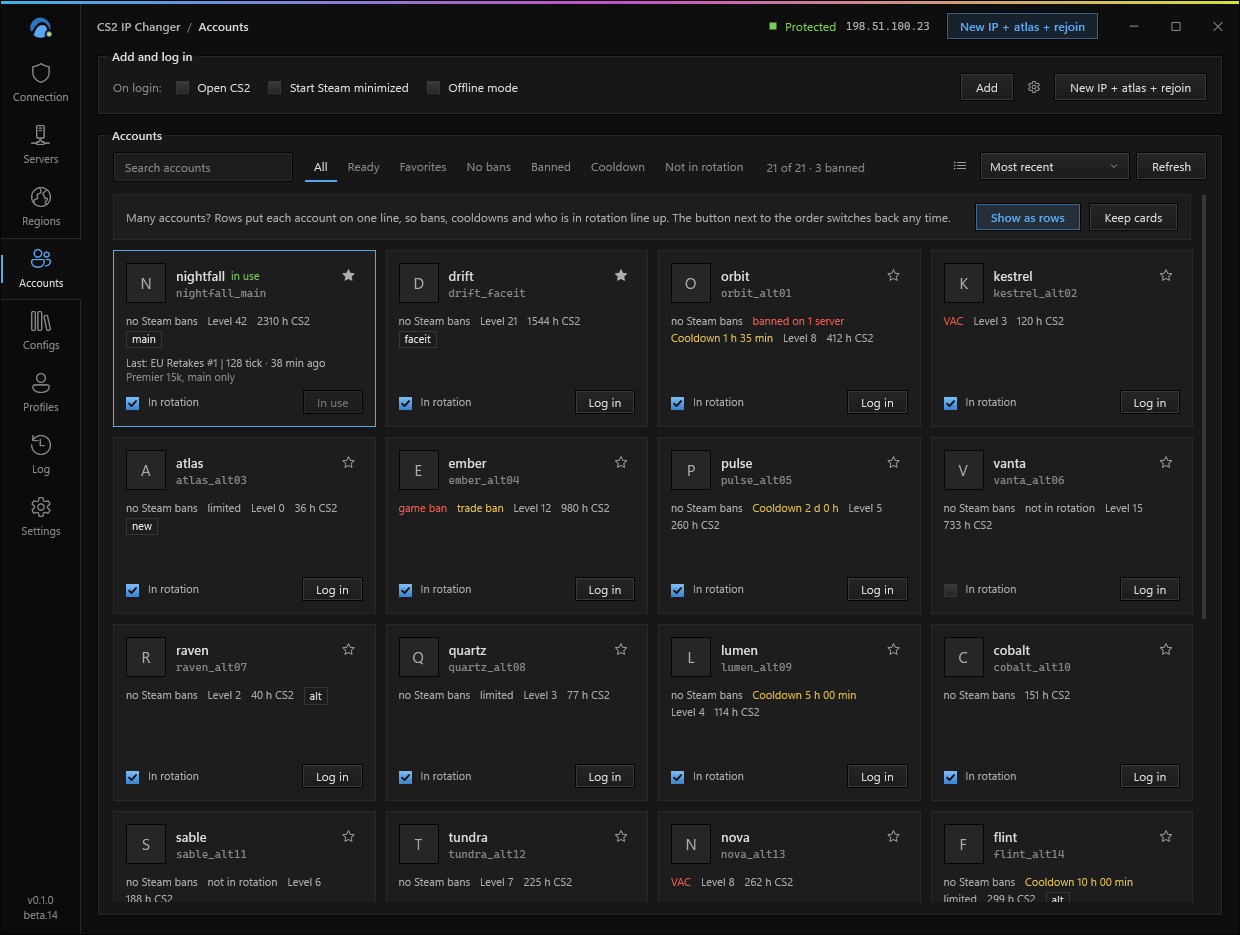 CS2 IP Changer / Accounts
Protected 198.51.100.23 New IP + atlas + rejoin
Connection
Servers
Regions
Accounts
Configs
Profiles
Log
Settings
v0.1.0
beta.14
Add and log in
On login: Open CS2 Start Steam minimized Offline mode Add New IP + atlas + rejoin
Accounts
Search accounts All Ready Favorites No bans Banned Cooldown Not in rotation 21 of 21 · 3 banned Most recent Refresh
Many accounts? Rows put each account on one line, so bans, cooldowns and who is in rotation line up. The button next to the order switches back any time. Show as rows Keep cards
N
nightfall in use
nightfall_main
no Steam bans Level 42 2310 h CS2
main
Last: EU Retakes #1 | 128 tick · 38 min ago
Premier 15k, main only
In rotation In use
D
drift
drift_faceit
no Steam bans Level 21 1544 h CS2
faceit
In rotation Log in
O
orbit
orbit_alt01
no Steam bans banned on 1 server
Cooldown 1 h 35 min Level 8 412 h CS2
In rotation Log in
K
kestrel
kestrel_alt02
VAC Level 3 120 h CS2
In rotation Log in
A
atlas
atlas_alt03
no Steam bans limited Level 0 36 h CS2
new
In rotation Log in
E
ember
ember_alt04
game ban trade ban Level 12 980 h CS2
In rotation Log in
P
pulse
pulse_alt05
no Steam bans Cooldown 2 d 0 h Level 5
260 h CS2
In rotation Log in
V
vanta
vanta_alt06
no Steam bans not in rotation Level 15
733 h CS2
In rotation Log in
R
raven
raven_alt07
no Steam bans Level 2 40 h CS2 alt
In rotation Log in
Q
quartz
quartz_alt08
no Steam bans limited Level 3 77 h CS2
In rotation Log in
L
lumen
lumen_alt09
no Steam bans Cooldown 5 h 00 min
Level 4 114 h CS2
In rotation Log in
C
cobalt
cobalt_alt10
no Steam bans 151 h CS2
In rotation Log in
S
sable
sable_alt11
no Steam bans not in rotation Level 6
188 h CS2
T
tundra
tundra_alt12
no Steam bans Level 7 225 h CS2
N
nova
nova_alt13
VAC Level 8 262 h CS2
F
flint
flint_alt14
no Steam bans Cooldown 10 h 00 min
limited 299 h CS2 alt